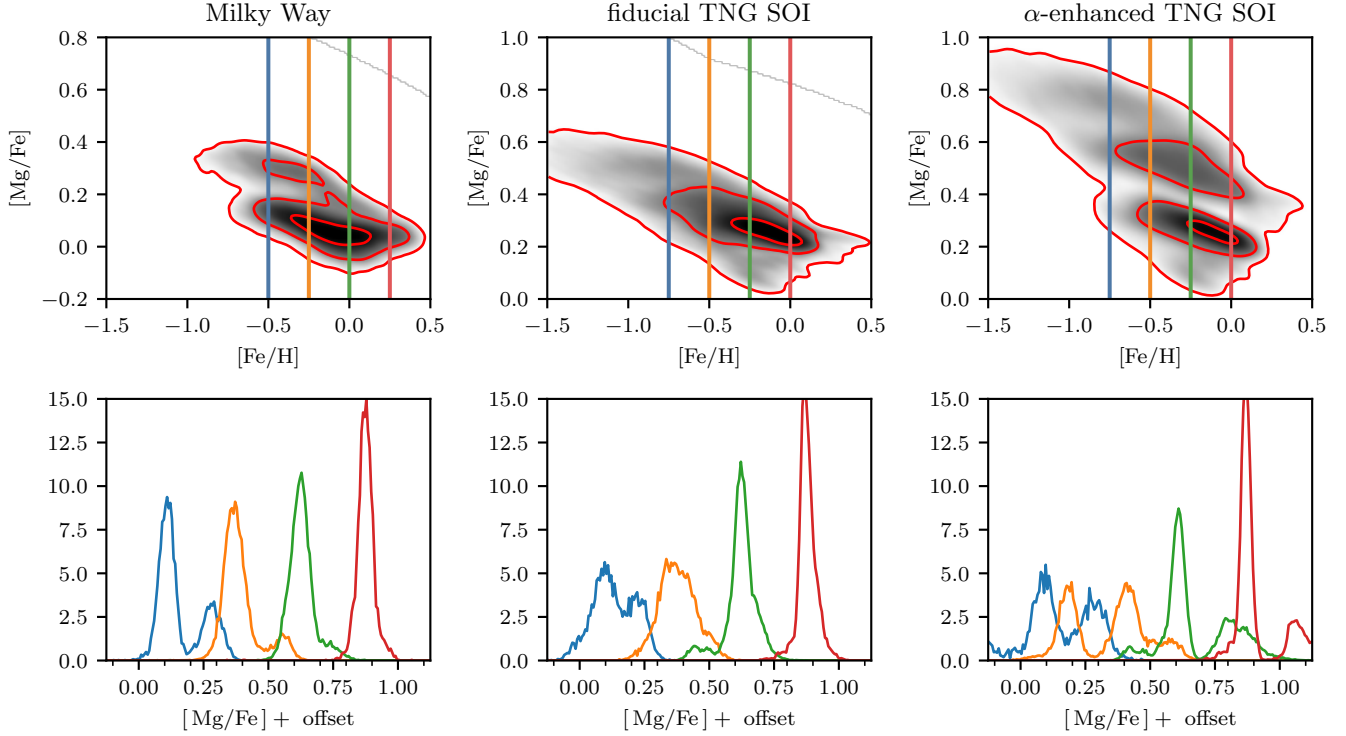 Milky Way
fiducial TNG SOI
α-enhanced TNG SOI
0.8
0.6
0.4
0.2
0.0
−0.2
[Mg/Fe]
−1.5 −1.0 −0.5 0.0 0.5
[Fe/H]
1.0
0.8
0.6
0.4
0.2
0.0
[Mg/Fe]
−1.5 −1.0 −0.5 0.0 0.5
[Fe/H]
1.0
0.8
0.6
0.4
0.2
0.0
[Mg/Fe]
−1.5 −1.0 −0.5 0.0 0.5
[Fe/H]
15.0
12.5
10.0
7.5
5.0
2.5
0.0
0.00 0.25 0.50 0.75 1.00
[Mg/Fe] + offset
15.0
12.5
10.0
7.5
5.0
2.5
0.0
0.00 0.25 0.50 0.75 1.00
[Mg/Fe] + offset
15.0
12.5
10.0
7.5
5.0
2.5
0.0
0.00 0.25 0.50 0.75 1.00
[Mg/Fe] + offset